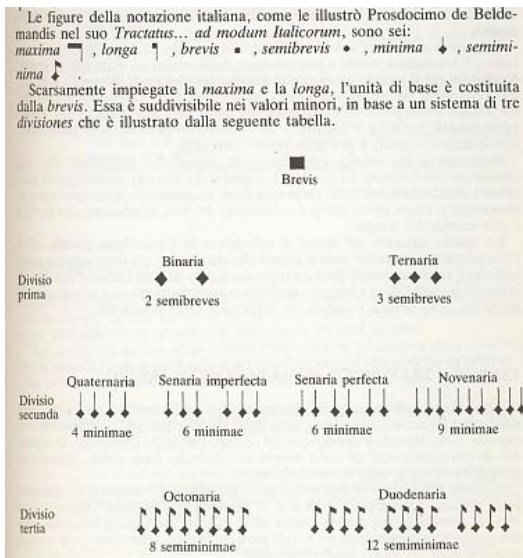 Le figure della notazione italiana, come le illustrò Prosdocimo de Belde-
mandis nel suo Tractatus... ad modum Italicorum, sono sei:
maxima , longa , brevis , semibrevis , minima , semimi-
nima .
Scarsamente impiegate la maxima e la longa, l'unità di base è costituita
dalla brevis. Essa è suddivisibile nei valori minori, in base a un sistema di tre
divisiones che è illustrato dalla seguente tabella.
Brevis
Binaria Ternaria
Divisio
prima
2 semibreves 3 semibreves
Quaternaria Senaria imperfecta Senaria perfecta Novenaria
Divisio
secunda
4 minimae 6 minimae 6 minimae 9 minimae
Octonaria Duodenaria
Divisio
tertia
8 semiminimae 12 semiminimae